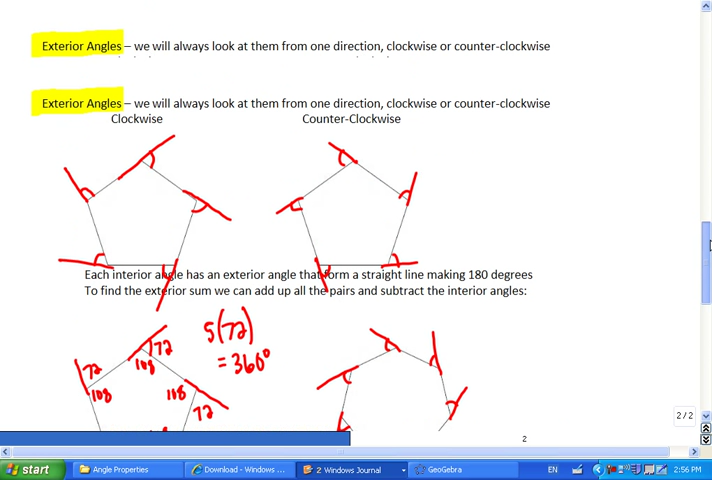 Exterior Angles – we will always look at them from one direction, clockwise or counter-clockwise
Exterior Angles – we will always look at them from one direction, clockwise or counter-clockwise
Clockwise
Counter-Clockwise
Each interior angle has an exterior angle that form a straight line making 180 degrees
To find the exterior sum we can add up all the pairs and subtract the interior angles:
5(72)
= 360°
72
72
108
108
108
72
2
2/2
start
Angle Properties
Download - Windows ...
2 Windows Journal
GeoGebra
EN
2:56 PM